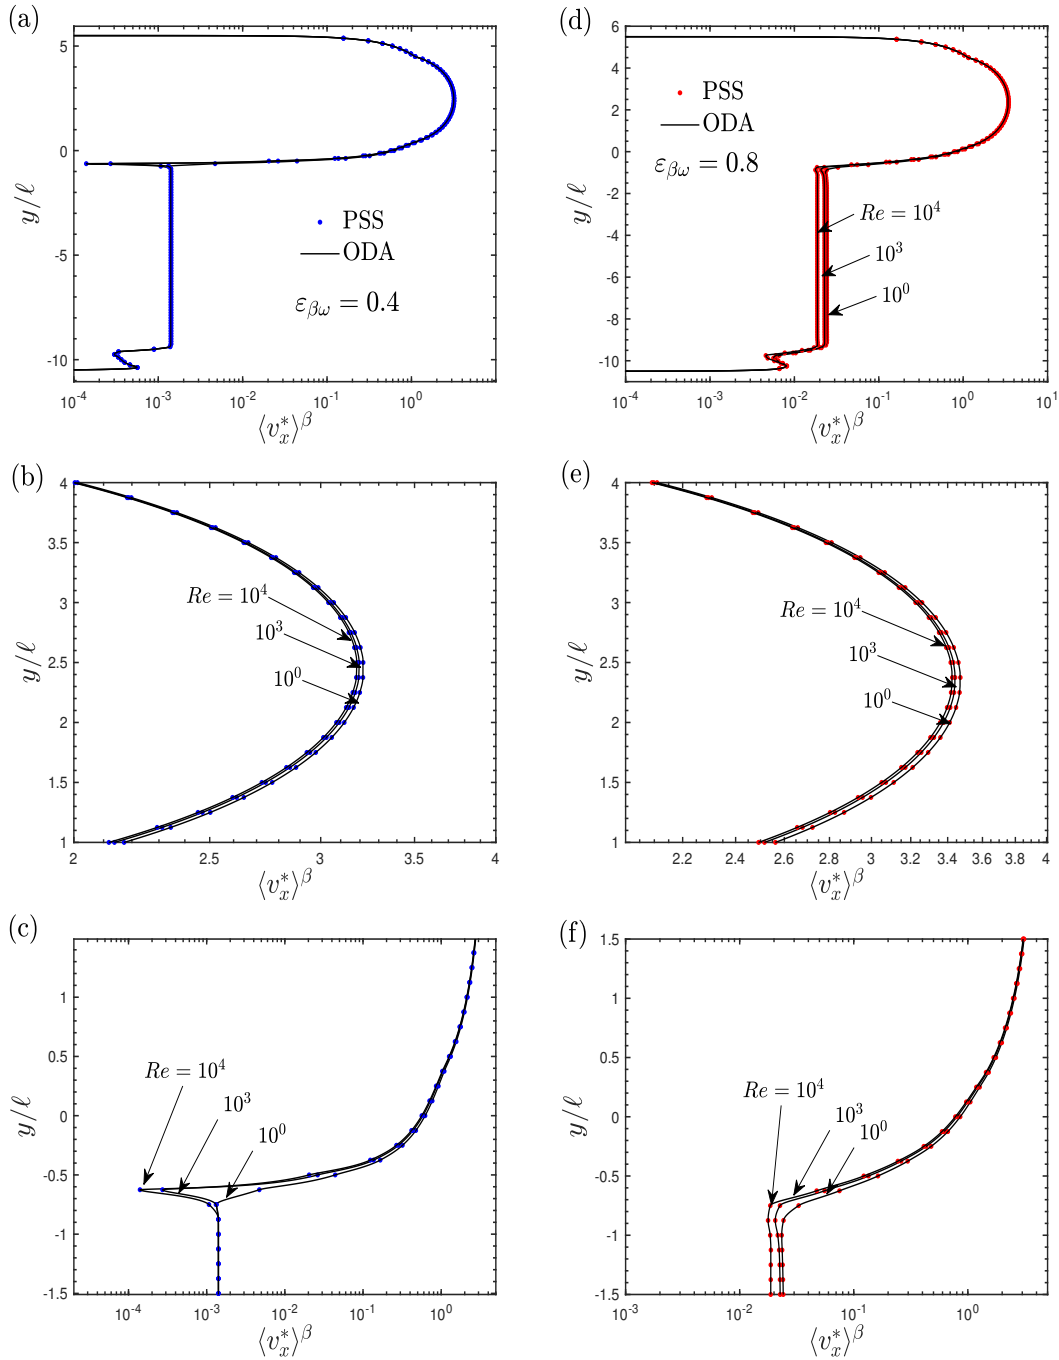 (a)
5
0
-5
-10
y/ℓ
PSS
ODA
ε_{βω} = 0.4
10^{-4} 10^{-3} 10^{-2} 10^{-1} 10^{0}
⟨v_x^*⟩^β
(d)
6
4
2
0
-2
-4
-6
-8
-10
y/ℓ
PSS
ODA
ε_{βω} = 0.8
Re = 10^4
10^3
10^0
10^{-4} 10^{-3} 10^{-2} 10^{-1} 10^{0} 10^{1}
⟨v_x^*⟩^β
(b)
4
3.5
3
2.5
2
1.5
1
y/ℓ
Re = 10^4
10^3
10^0
2 2.5 3 3.5 4
⟨v_x^*⟩^β
(e)
4
3.5
3
2.5
2
1.5
1
y/ℓ
Re = 10^4
10^3
10^0
2.2 2.4 2.6 2.8 3 3.2 3.4 3.6 3.8 4
⟨v_x^*⟩^β
(c)
1
0.5
0
-0.5
-1
-1.5
y/ℓ
Re = 10^4
10^3
10^0
10^{-4} 10^{-3} 10^{-2} 10^{-1} 10^{0}
⟨v_x^*⟩^β
(f)
1.5
1
0.5
0
-0.5
-1
-1.5
y/ℓ
Re = 10^4
10^3
10^0
10^{-3} 10^{-2} 10^{-1} 10^{0}
⟨v_x^*⟩^β